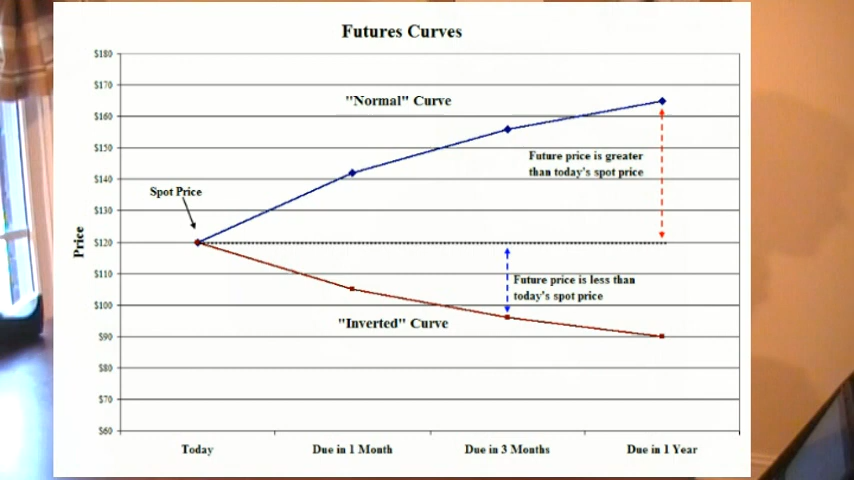 Futures Curves
$180
$170
$160
$150
$140
$130
$120
$110
$100
$90
$80
$70
$60
Price
"Normal" Curve
Future price is greater
than today's spot price
Spot Price
Future price is less than
today's spot price
"Inverted" Curve
Today
Due in 1 Month
Due in 3 Months
Due in 1 Year